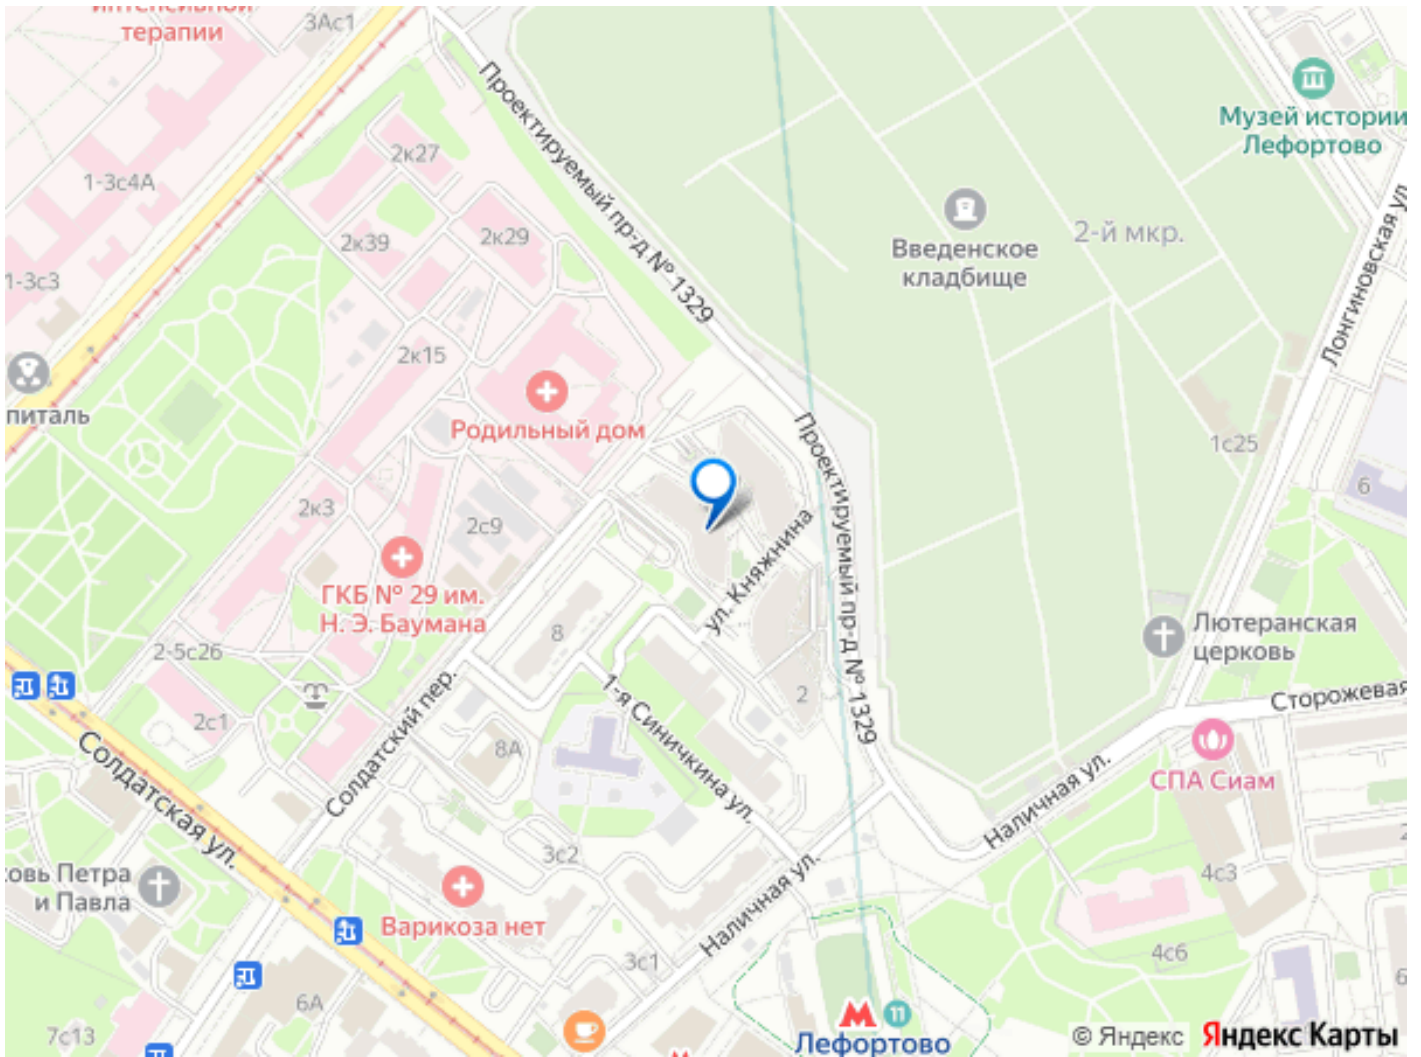 интенсивной
терапии
3Ас1
Проектируемый пр-д № 1329
Музей истории
Лефортово
2к27
1-3с4А
2к39
2к29
Введенское
кладбище
2-й мкр.
Лонгиновская ул.
1-3с3
2к15
питаль
Родильный дом
Проектируемый пр-д № 1329
1с25
6
2к3
2с9
ул. Княжнина
ГКБ № 29 им.
Н. Э. Баумана
8
Лютеранская
церковь
2-5с26
2с1
Солдатский пер.
1-я Синичкина ул.
2
Сторожевая
8А
Солдатская ул.
СПА Сиам
Наличная ул.
3с2
овь Петра
и Павла
4с3
Варикоза нет
Наличная ул.
3с1
4с6
6А
11
7с13
Лефортово
© Яндекс
Яндекс Карты